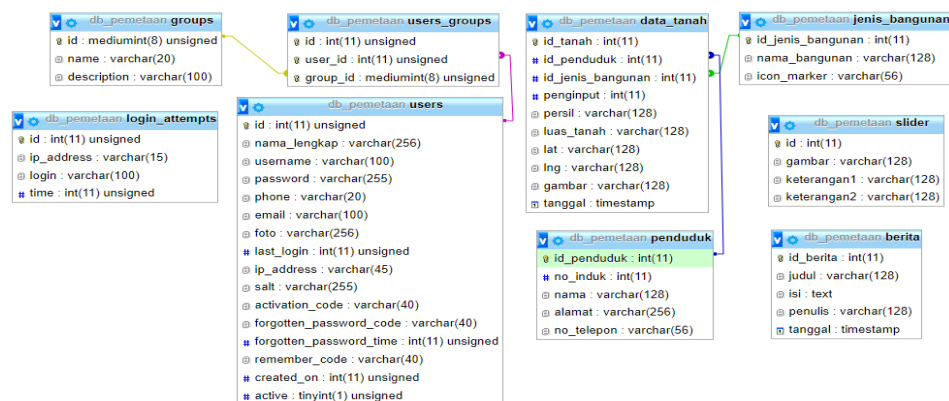 db_pemetaan groups
id : mediumint(8) unsigned
name : varchar(20)
description : varchar(100)
db_pemetaan users_groups
id : int(11) unsigned
user_id : int(11) unsigned
group_id : mediumint(8) unsigned
db_pemetaan data_tanah
id_tanah : int(11)
id_penduduk : int(11)
id_jenis_bangunan : int(11)
penginput : int(11)
persil : varchar(128)
luas_tanah : varchar(128)
lat : varchar(128)
lng : varchar(128)
gambar : varchar(128)
tanggal : timestamp
db_pemetaan jenis_bangunan
id_jenis_bangunan : int(11)
nama_bangunan : varchar(128)
icon_marker : varchar(56)
db_pemetaan login_attempts
id : int(11) unsigned
ip_address : varchar(15)
login : varchar(100)
time : int(11) unsigned
db_pemetaan users
id : int(11) unsigned
nama_lengkap : varchar(256)
username : varchar(100)
password : varchar(255)
phone : varchar(20)
email : varchar(100)
foto : varchar(256)
last_login : int(11) unsigned
ip_address : varchar(45)
salt : varchar(255)
activation_code : varchar(40)
forgotten_password_code : varchar(40)
forgotten_password_time : int(11) unsigned
remember_code : varchar(40)
created_on : int(11) unsigned
active : tinyint(1) unsigned
db_pemetaan slider
id : int(11)
gambar : varchar(128)
keterangan1 : varchar(128)
keterangan2 : varchar(128)
db_pemetaan penduduk
id_penduduk : int(11)
no_induk : int(11)
nama : varchar(128)
alamat : varchar(256)
no_telepon : varchar(56)
db_pemetaan berita
id_berita : int(11)
judul : varchar(128)
isi : text
penulis : varchar(128)
tanggal : timestamp